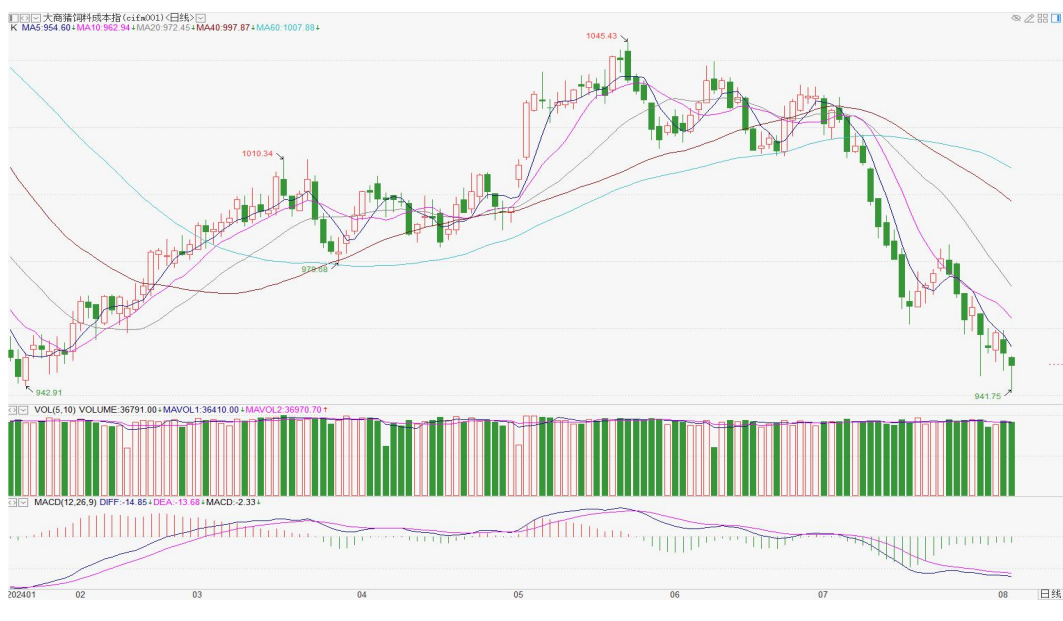 大商猪饲料成本指(cifm001)<日线>
K MA5:954.60↓MA10:962.94↓MA20:972.45↓MA40:997.87↓MA60:1007.88↓
1045.43
1010.34
979.68
942.91
941.75
VOL(5,10) VOLUME:36791.00↓MAVOL1:36410.00↓MAVOL2:36970.70↑
MACD(12,26,9) DIFF:-14.85↓DEA:-13.68↓MACD:-2.33↓
202401 02 03 04 05 06 07 08 日线